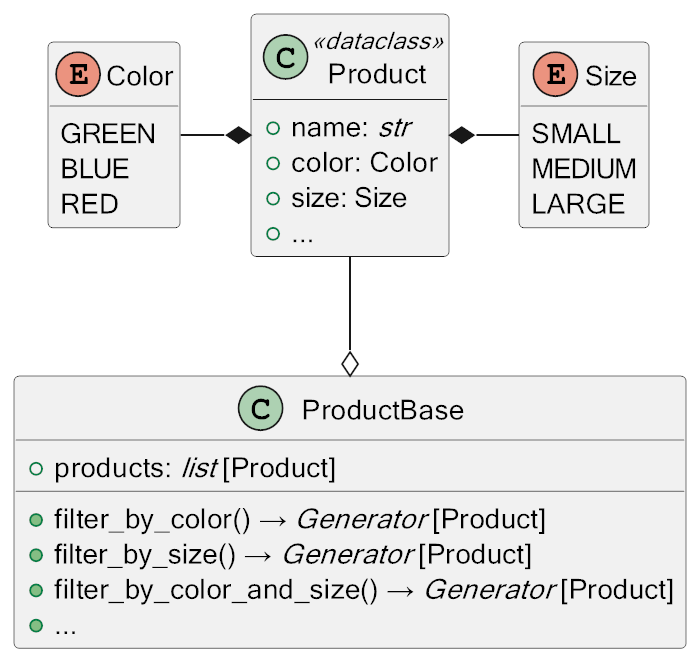 E Color
GREEN
BLUE
RED
C «dataclass»
Product
name: str
color: Color
size: Size
...
E Size
SMALL
MEDIUM
LARGE
C ProductBase
products: list [Product]
filter_by_color() → Generator [Product]
filter_by_size() → Generator [Product]
filter_by_color_and_size() → Generator [Product]
...